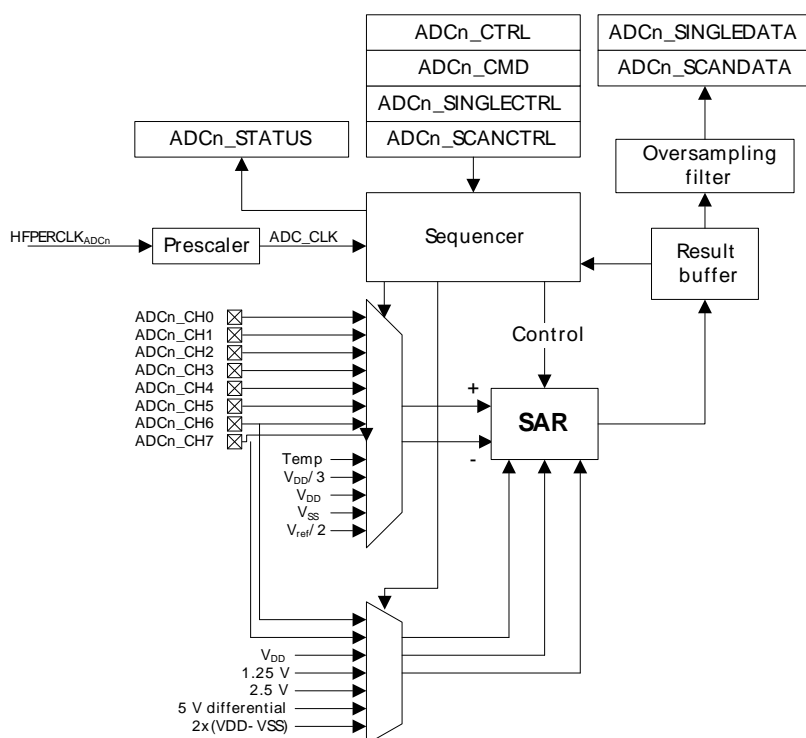 ADCn_CTRL
ADCn_CMD
ADCn_SINGLECTRL
ADCn_SCANCTRL
ADCn_SINGLEDATA
ADCn_SCANDATA
ADCn_STATUS
Oversampling
filter
HFPERCLKADCn
Prescaler
ADC_CLK
Sequencer
Result
buffer
ADCn_CH0
ADCn_CH1
ADCn_CH2
ADCn_CH3
ADCn_CH4
ADCn_CH5
ADCn_CH6
ADCn_CH7
Control
+
SAR
-
Temp
VDD/3
VDD
VSS
Vref/2
VDD
1.25 V
2.5 V
5 V differential
2x(VDD-VSS)